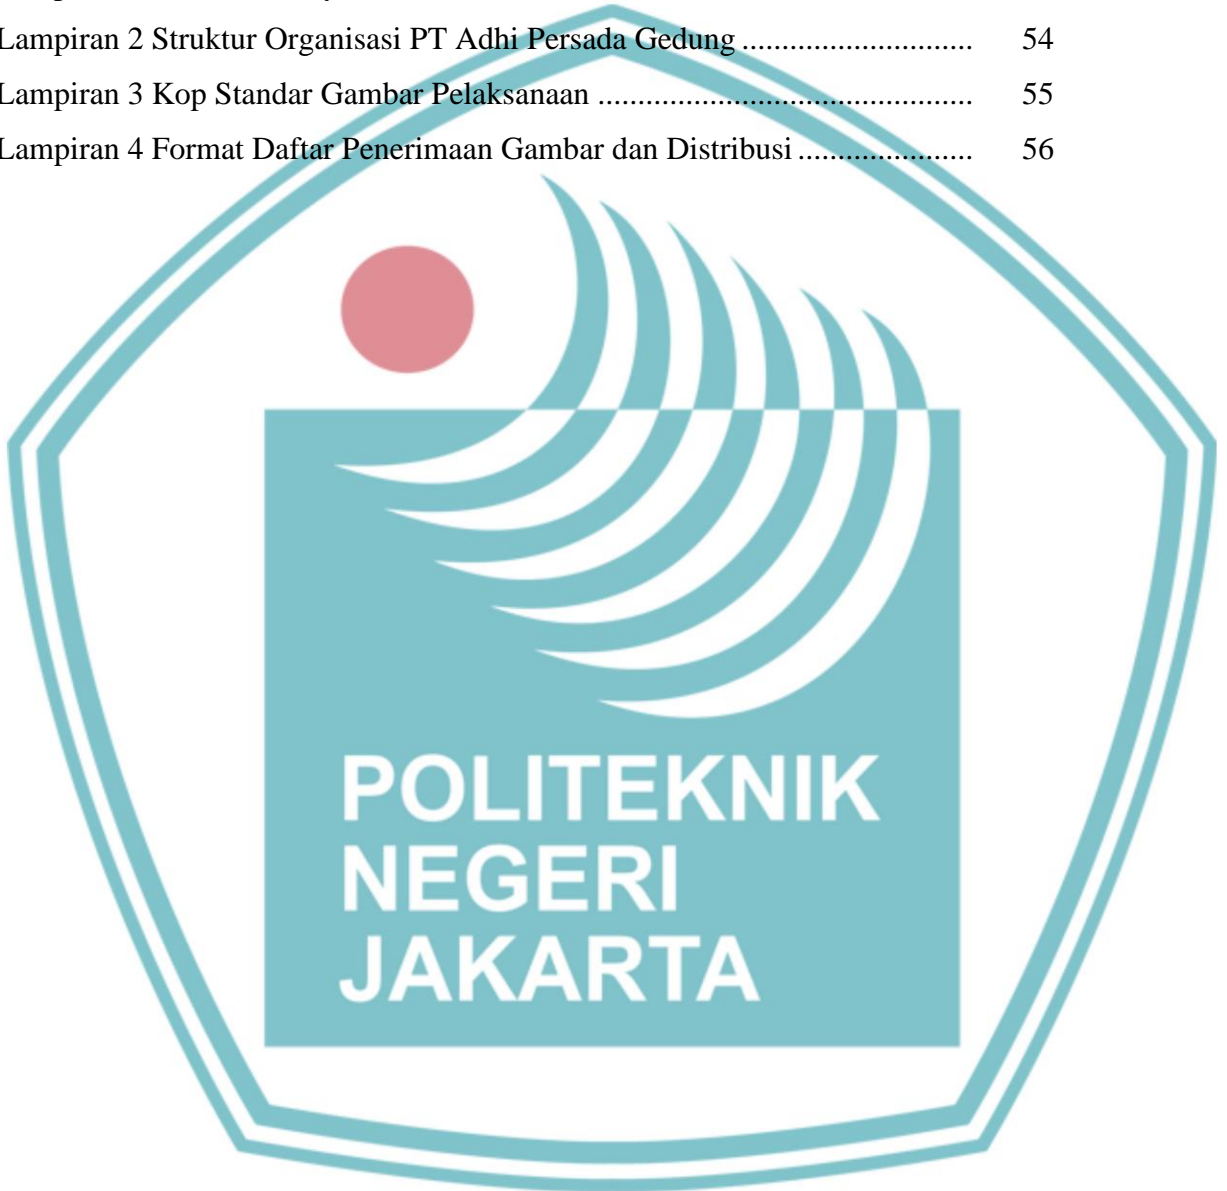 Lampiran 2 Struktur Organisasi PT Adhi Persada Gedung ............................. 54
Lampiran 3 Kop Standar Gambar Pelaksanaan ............................................... 55
Lampiran 4 Format Daftar Penerimaan Gambar dan Distribusi ...................... 56
POLITEKNIK
NEGERI
JAKARTA